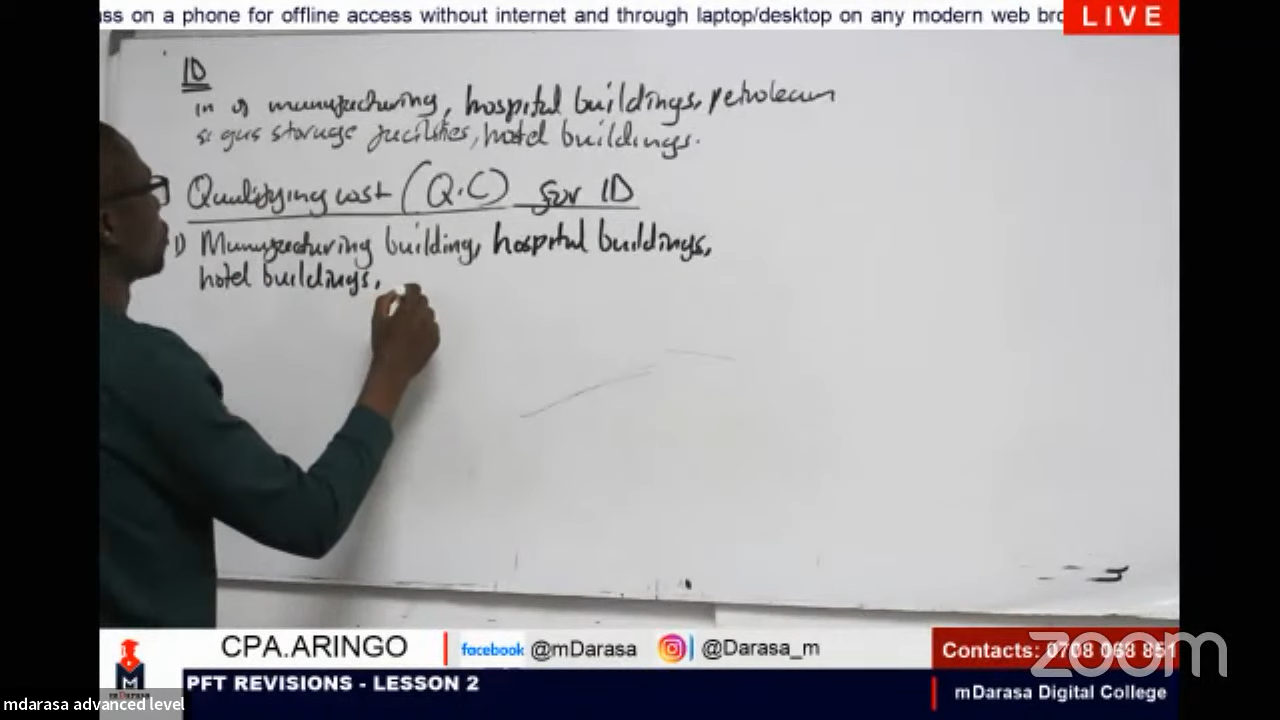 ss on a phone for offline access without internet and through laptop/desktop on any modern web bro
LIVE
ID
in of manufacturing, hospital buildings, petroleum
& gas storage facilities, hotel buildings.
Qualifying cost (Q.C) for ID
1) Manufacturing building, hospital buildings,
hotel buildings,
CPA.ARINGO
facebook @mDarasa
@Darasa_m
Contacts: 0708 068 851
zoom
PFT REVISIONS - LESSON 2
mDarasa Digital College
mDarasa
mdarasa advanced level